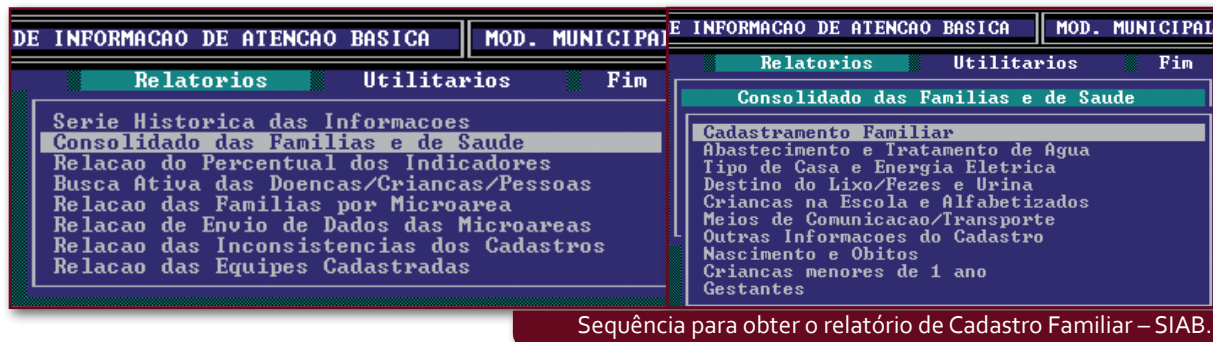 DE INFORMACAO DE ATENCAO BASICA MOD. MUNICIPAL
Relatorios Utilitarios Fim
Serie Historica das Informacoes
Consolidado das Familias e de Saude
Relacao do Percentual dos Indicadores
Busca Ativa das Doencas/Criancas/Pessoas
Relacao das Familias por Microarea
Relacao de Envio de Dados das Microareas
Relacao das Inconsistencias dos Cadastros
Relacao das Equipes Cadastradas
E INFORMACAO DE ATENCAO BASICA MOD. MUNICIPAL
Relatorios Utilitarios Fim
Consolidado das Familias e de Saude
Cadastramento Familiar
Abastecimento e Tratamento de Agua
Tipo de Casa e Energia Eletrica
Destino do Lixo/Fezes e Urina
Criancas na Escola e Alfabetizados
Meios de Comunicacao/Transporte
Outras Informacoes do Cadastro
Nascimento e Obitos
Criancas menores de 1 ano
Gestantes
Sequência para obter o relatório de Cadastro Familiar – SIAB.